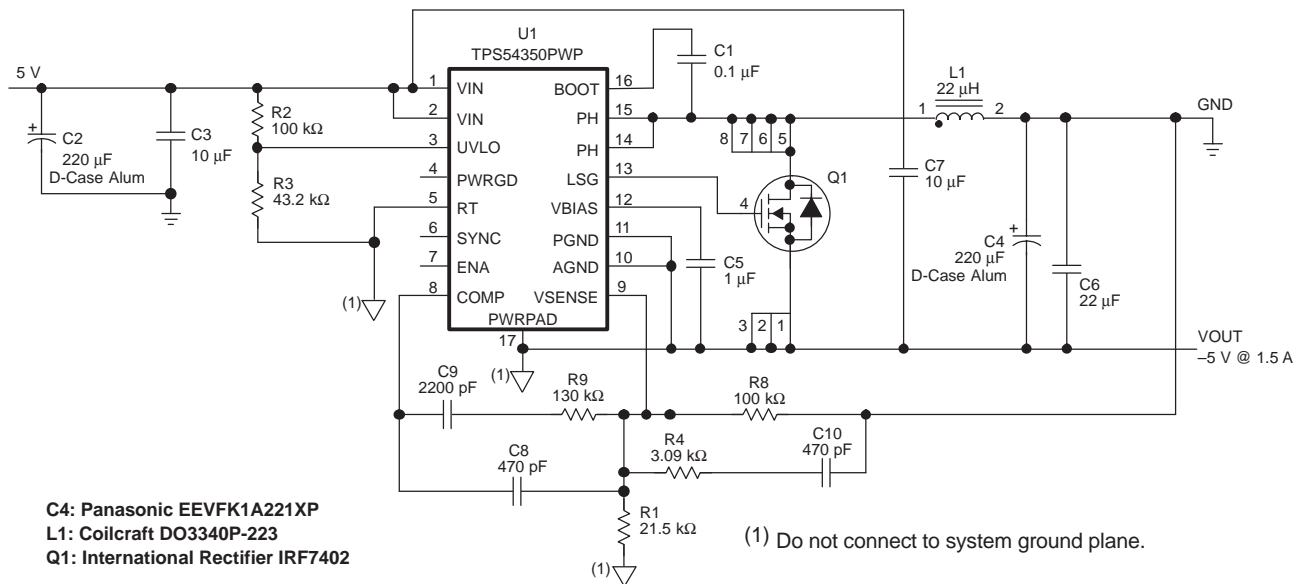 U1
TPS54350PWP
5 V
C2
220 μF
D-Case Alum
C3
10 μF
R2
100 kΩ
R3
43.2 kΩ
1 VIN
2 VIN
3 UVLO
4 PWRGD
5 RT
6 SYNC
7 ENA
8 COMP
BOOT 16
PH 15
PH 14
LSG 13
VBIAS 12
PGND 11
AGND 10
VSENSE 9
PWRPAD
17
C1
0.1 μF
8 7 6 5
4
Q1
3 2 1
C5
1 μF
C7
10 μF
L1
22 μH
1 2
GND
+
+
C4
220 μF
D-Case Alum
C6
22 μF
VOUT
–5 V @ 1.5 A
(1)
(1)
C9
2200 pF
R9
130 kΩ
R8
100 kΩ
C8
470 pF
R4
3.09 kΩ
C10
470 pF
R1
21.5 kΩ
(1)
C4: Panasonic EEVFK1A221XP
L1: Coilcraft DO3340P-223
Q1: International Rectifier IRF7402
(1) Do not connect to system ground plane.